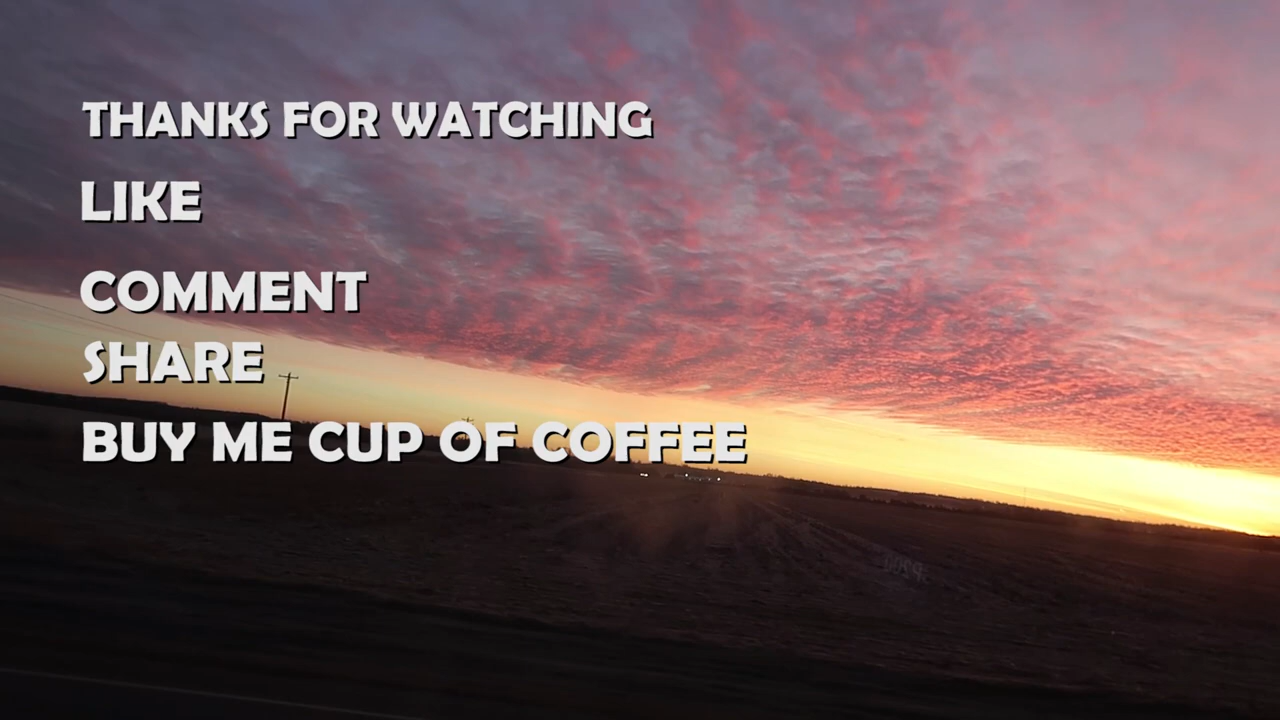 THANKS FOR WATCHING
LIKE
COMMENT
SHARE
BUY ME CUP OF COFFEE